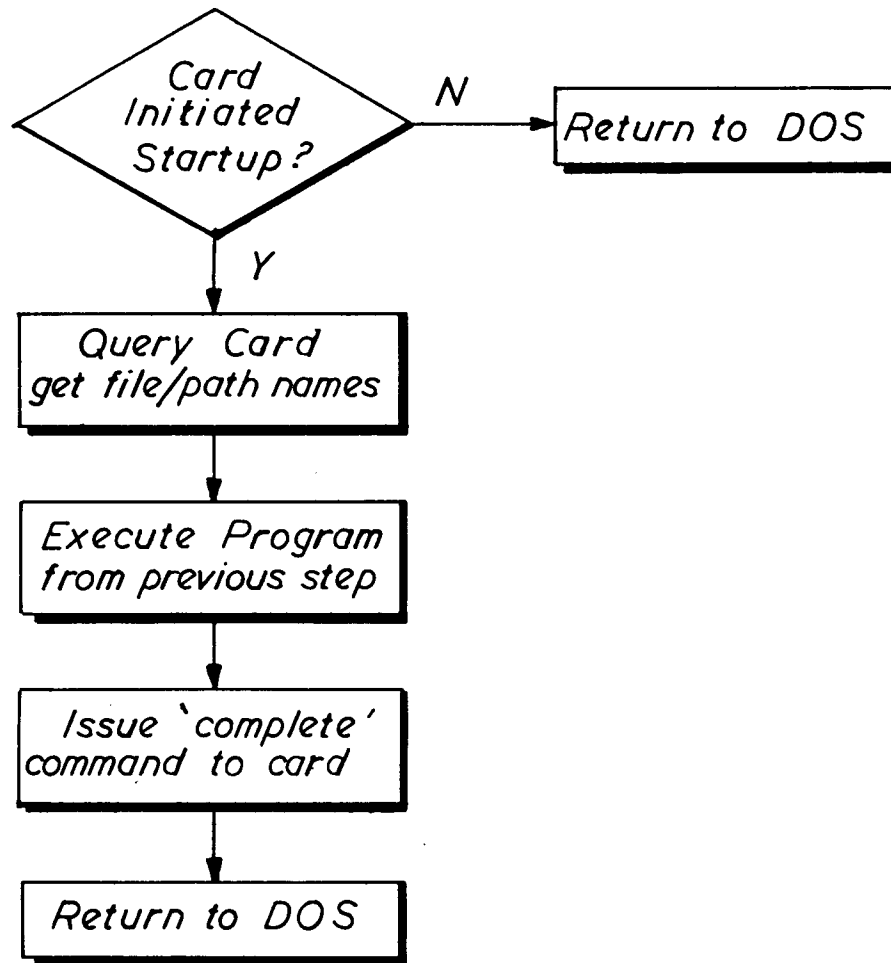 Card
Initiated
Startup?
N
Return to DOS
Y
Query Card
get file/path names
Execute Program
from previous step
Issue `complete'
command to card
Return to DOS